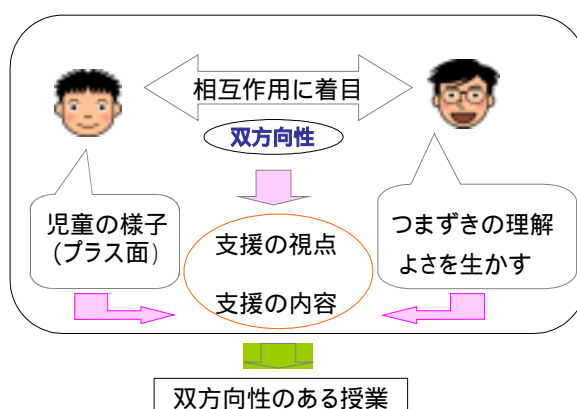 相互作用に着目
双方向性
児童の様子
(プラス面)
つまずきの理解
よさを生かす
支援の視点
支援の内容
双方向性のある授業